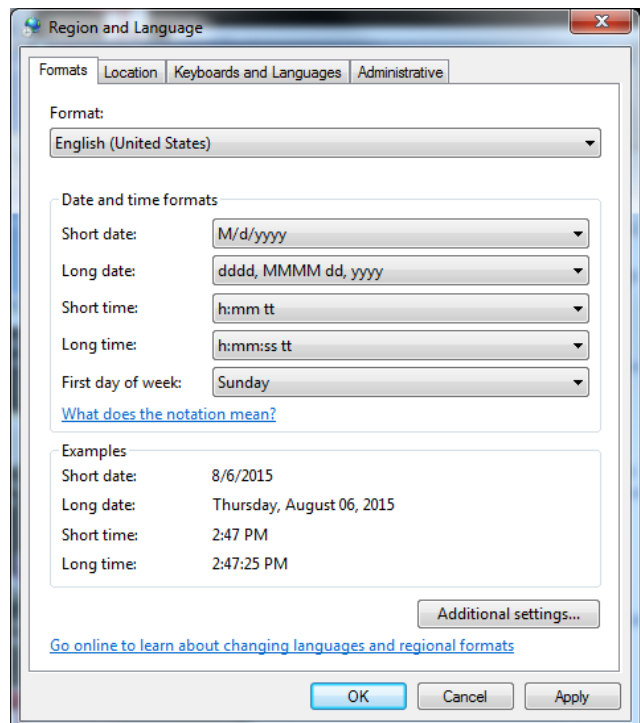 Region and Language
Formats Location Keyboards and Languages Administrative
Format:
English (United States)
Date and time formats
Short date: M/d/yyyy
Long date: dddd, MMMM dd, yyyy
Short time: h:mm tt
Long time: h:mm:ss tt
First day of week: Sunday
What does the notation mean?
Examples
Short date: 8/6/2015
Long date: Thursday, August 06, 2015
Short time: 2:47 PM
Long time: 2:47:25 PM
Additional settings...
Go online to learn about changing languages and regional formats
OK Cancel Apply